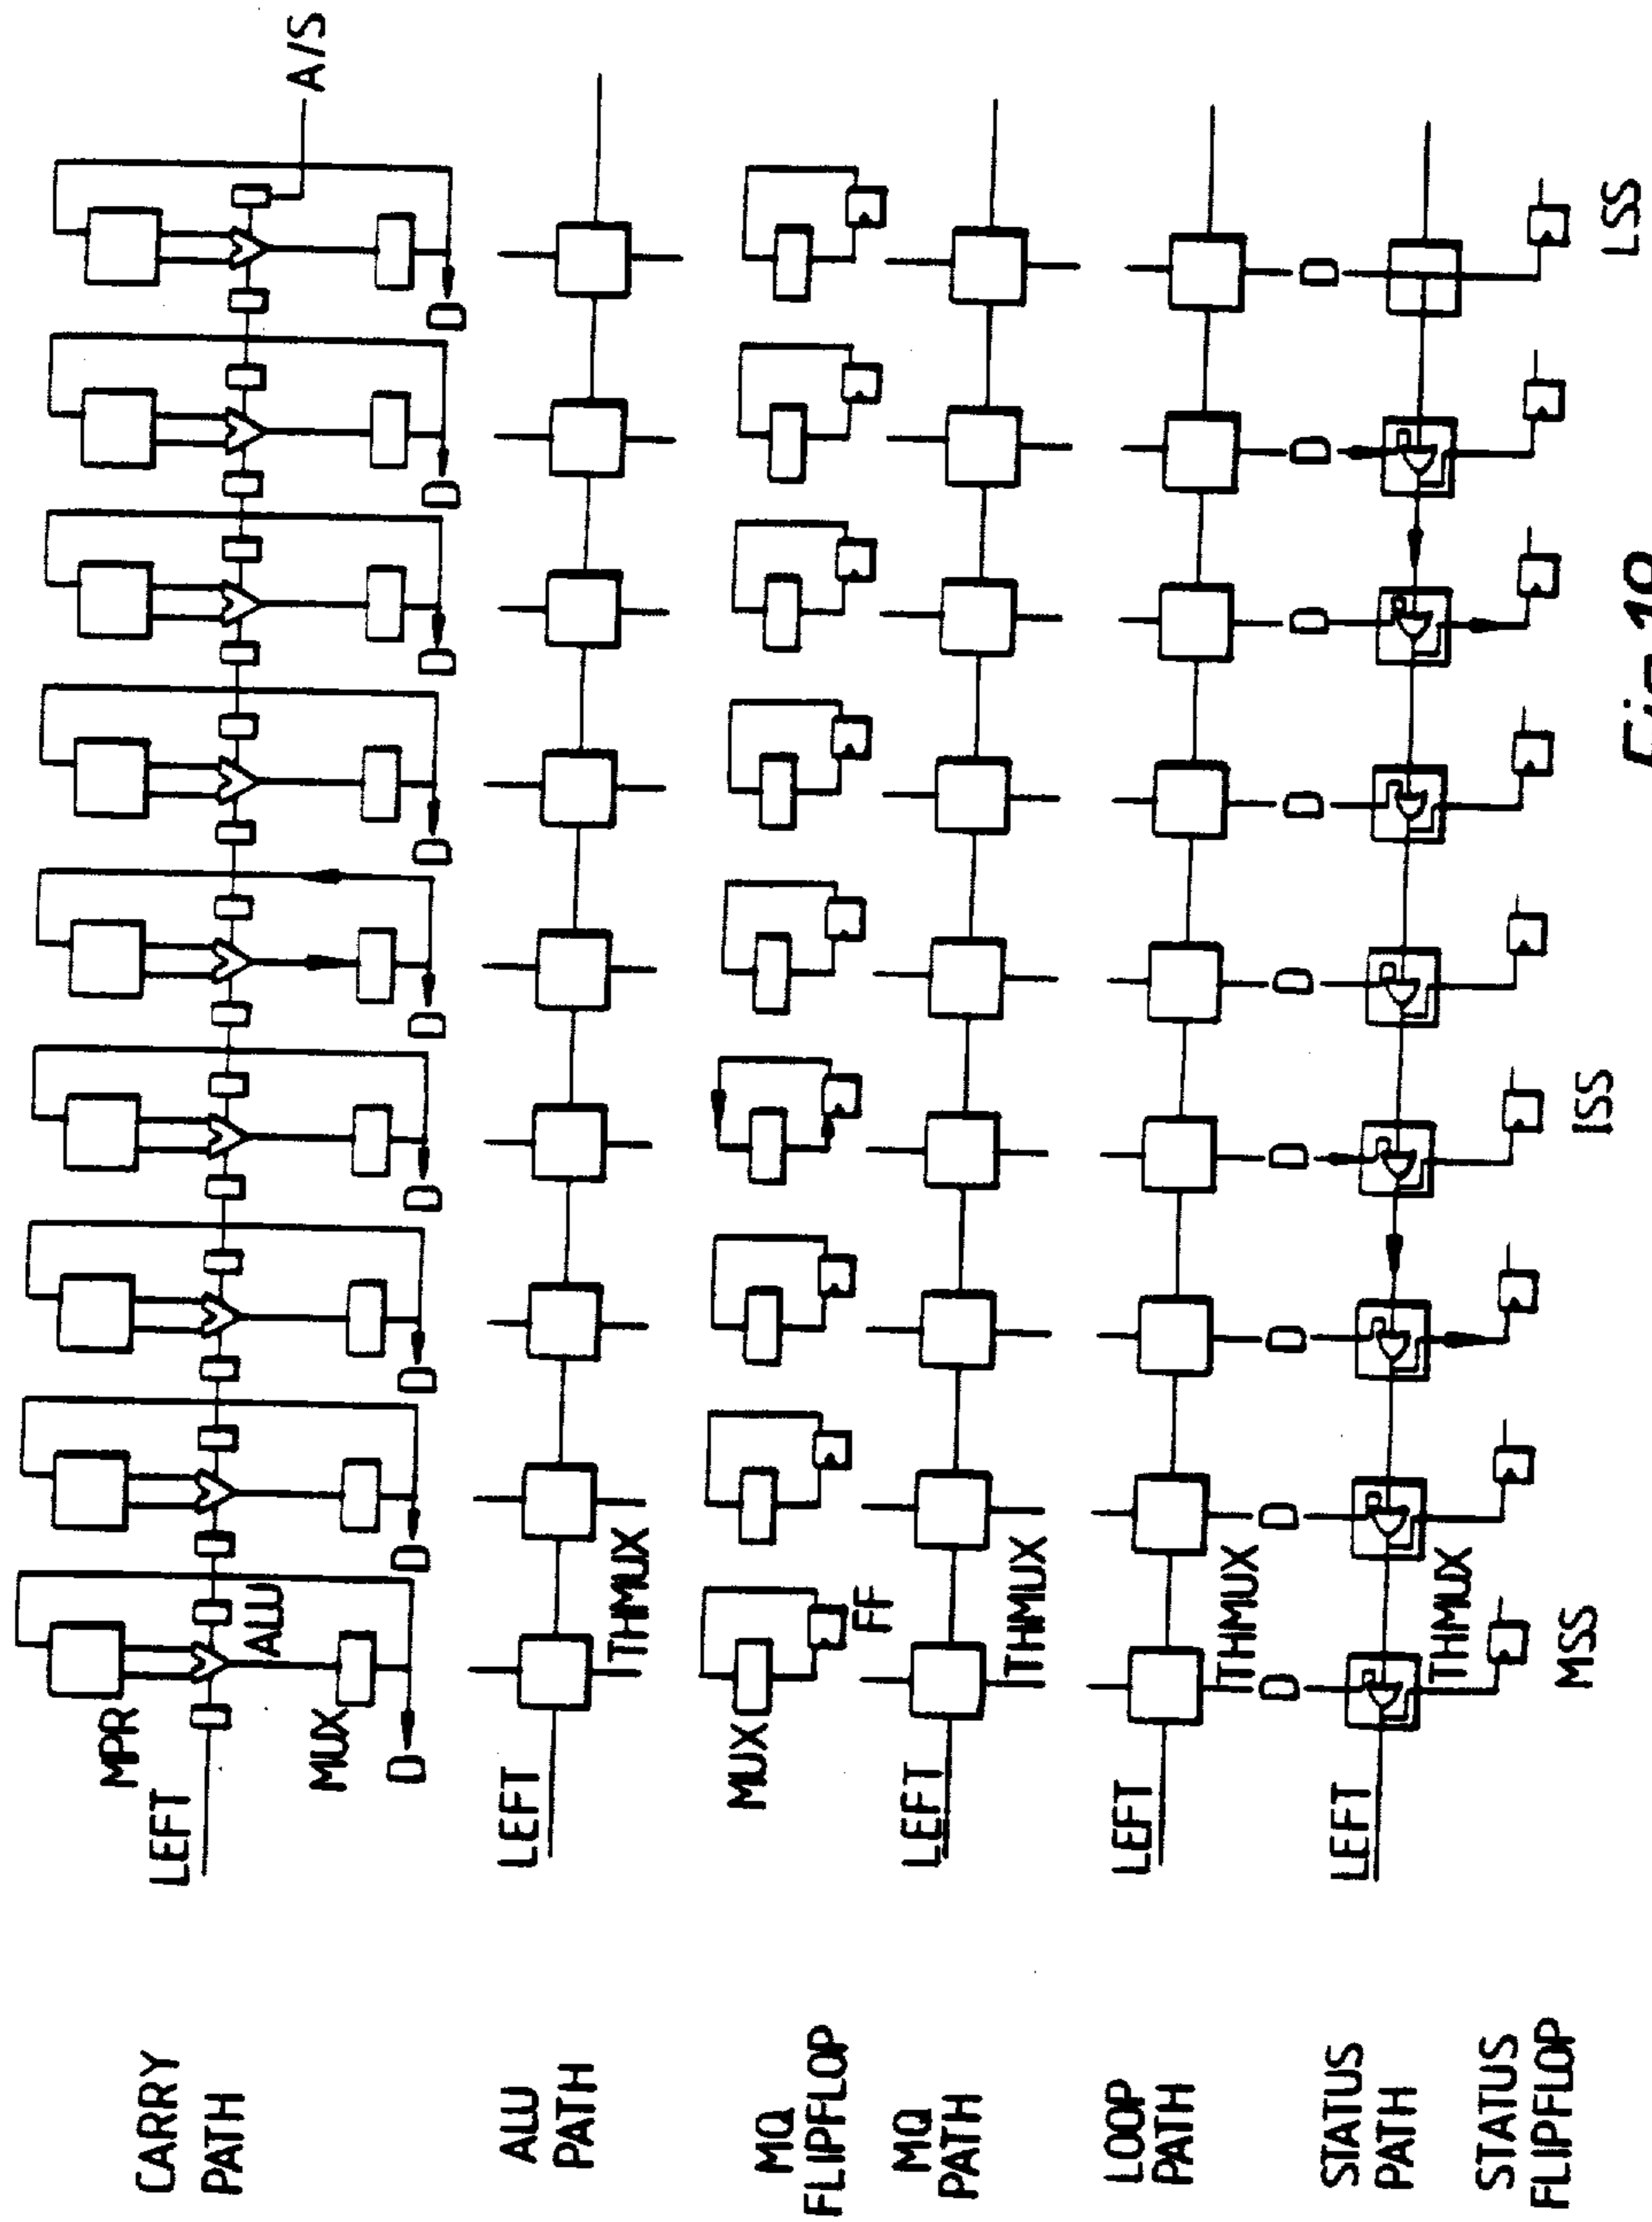 CARRY
PATH
LEFT
MPR
ALU
MUX
D
D
D
D
D
D
D
D
D
A/S
ALU
PATH
LEFT
THMUX
MQ
FLIPFLOP
MUX
FF
MQ
PATH
LEFT
THMUX
LOOP
PATH
LEFT
THMUX
D
D
D
D
D
D
D
D
D
STATUS
PATH
LEFT
THMUX
STATUS
FLIPFLOP
MSS
ISS
LSS